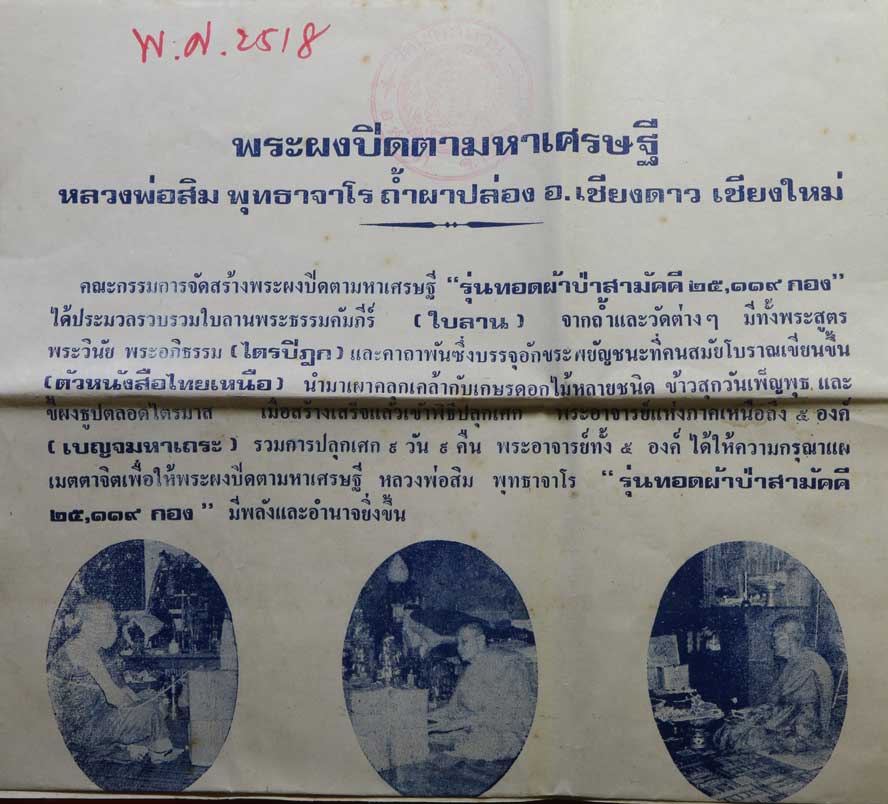 พ.ศ. 2518
พระผงปิดตามหาเศรษฐี
หลวงพ่อสิม พุทธาจาโร ถ้ำผาปล่อง อ.เชียงดาว เชียงใหม่
คณะกรรมการจัดสร้างพระผงปิดตามหาเศรษฐี “รุ่นทอดผ้าป่าสามัคคี ๒๕,๑๑๙ กอง”
ได้ประมวลรวบรวมใบลานพระธรรมคัมภีร์ (ใบลาน) จากถ้ำและวัดต่างๆ มีทั้งพระสูตร
พระวินัย พระอภิธรรม (ไตรปีฎก) และคาถาพันซึ่งบรรจุอักขระพยัญชนะที่คนสมัยโบราณเขียนขึ้น
(ตัวหนังสือไทยเหนือ) นำมาเผาคลุกเคล้ากับเกษรดอกไม้หลายชนิด ข้าวสุกวันเพ็ญพุธ และ
ขี้ผงธูปตลอดไตรมาส เมื่อสร้างเสร็จแล้วเข้าพิธีปลุกเศก พระอาจารย์แห่งภาคเหนือถึง ๕ องค์
(เบญจมหาเถระ) รวมการปลุกเศก ๙ วัน ๙ คืน พระอาจารย์ทั้ง ๕ องค์ ได้ให้ความกรุณาแผ่
เมตตาจิตเพื่อให้พระผงปิดตามหาเศรษฐี หลวงพ่อสิม พุทธาจาโร “รุ่นทอดผ้าป่าสามัคคี
๒๕,๑๑๙ กอง” มีพลังและอำนาจยิ่งขึ้น